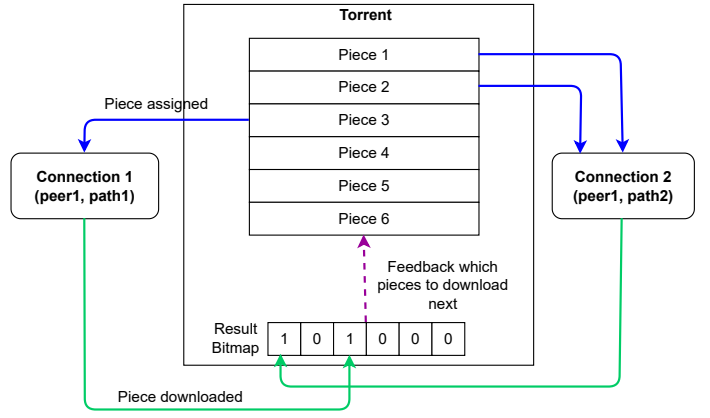 Torrent
Piece 1
Piece 2
Piece assigned
Piece 3
Piece 4
Connection 1
(peer1, path1)
Connection 2
(peer1, path2)
Piece 5
Piece 6
Feedback which
pieces to download
next
Result
Bitmap
1 0 1 0 0 0
Piece downloaded